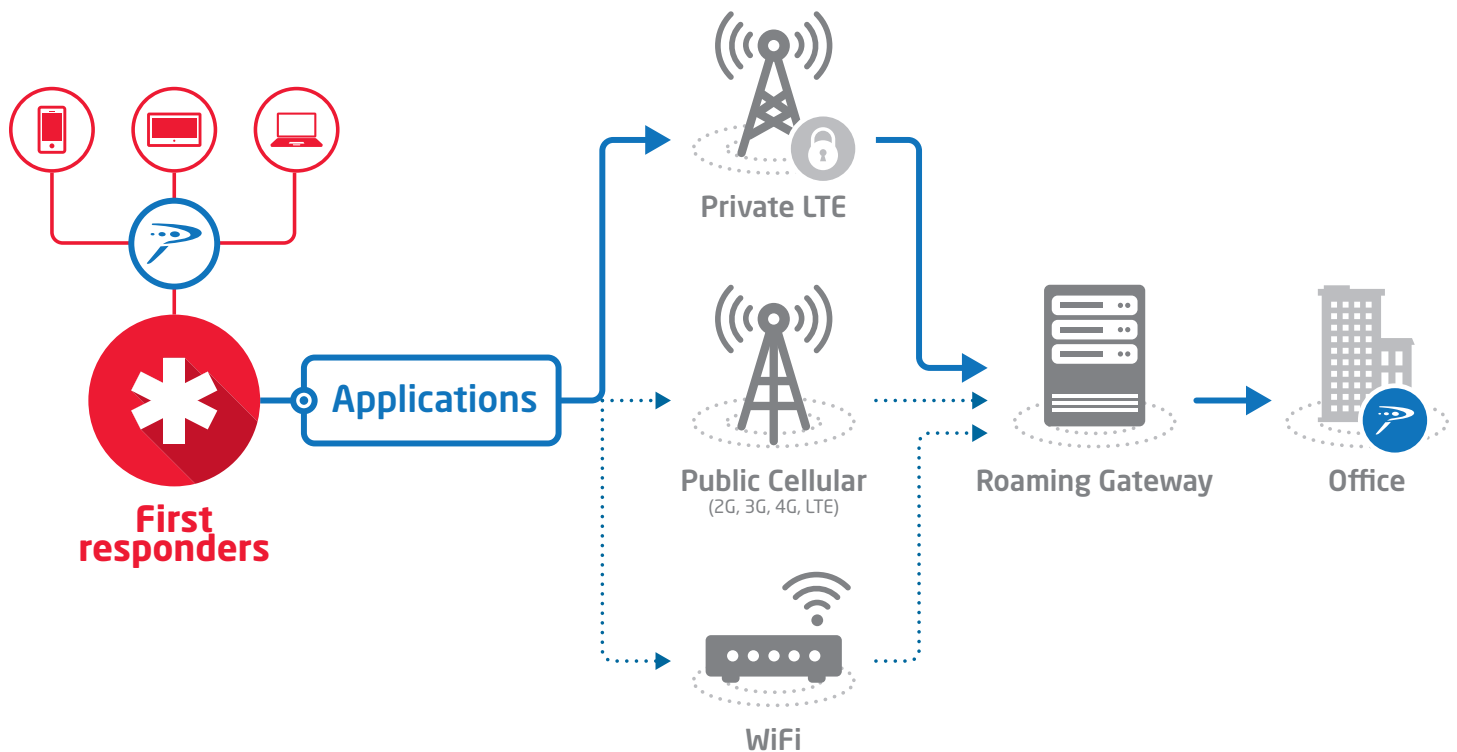 Private LTE
Applications
First
responders
Public Cellular
(2G, 3G, 4G, LTE)
Roaming Gateway
Office
WiFi